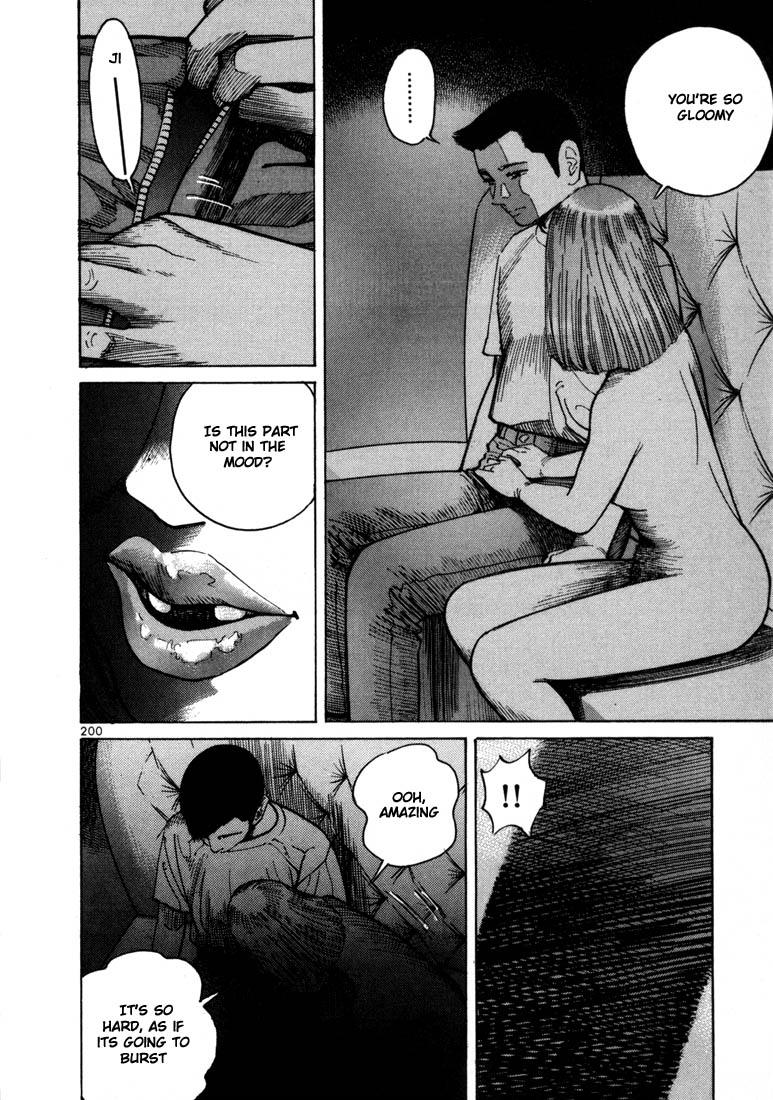 YOU'RE SO
GLOOMY
.........
JI
IS THIS PART
NOT IN THE
MOOD?
!!
OOH,
AMAZING
IT'S SO
HARD, AS IF
ITS GOING TO
BURST
200